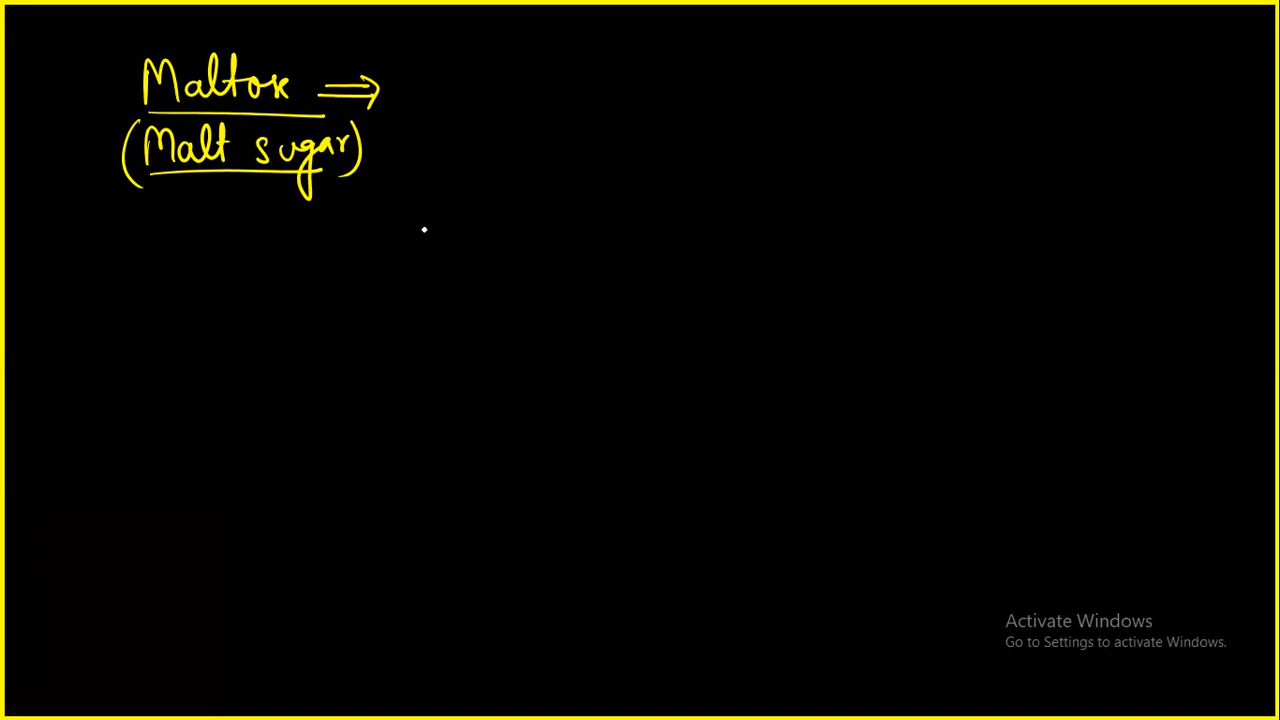 Maltose ⇒
(Malt sugar)
Activate Windows
Go to Settings to activate Windows.